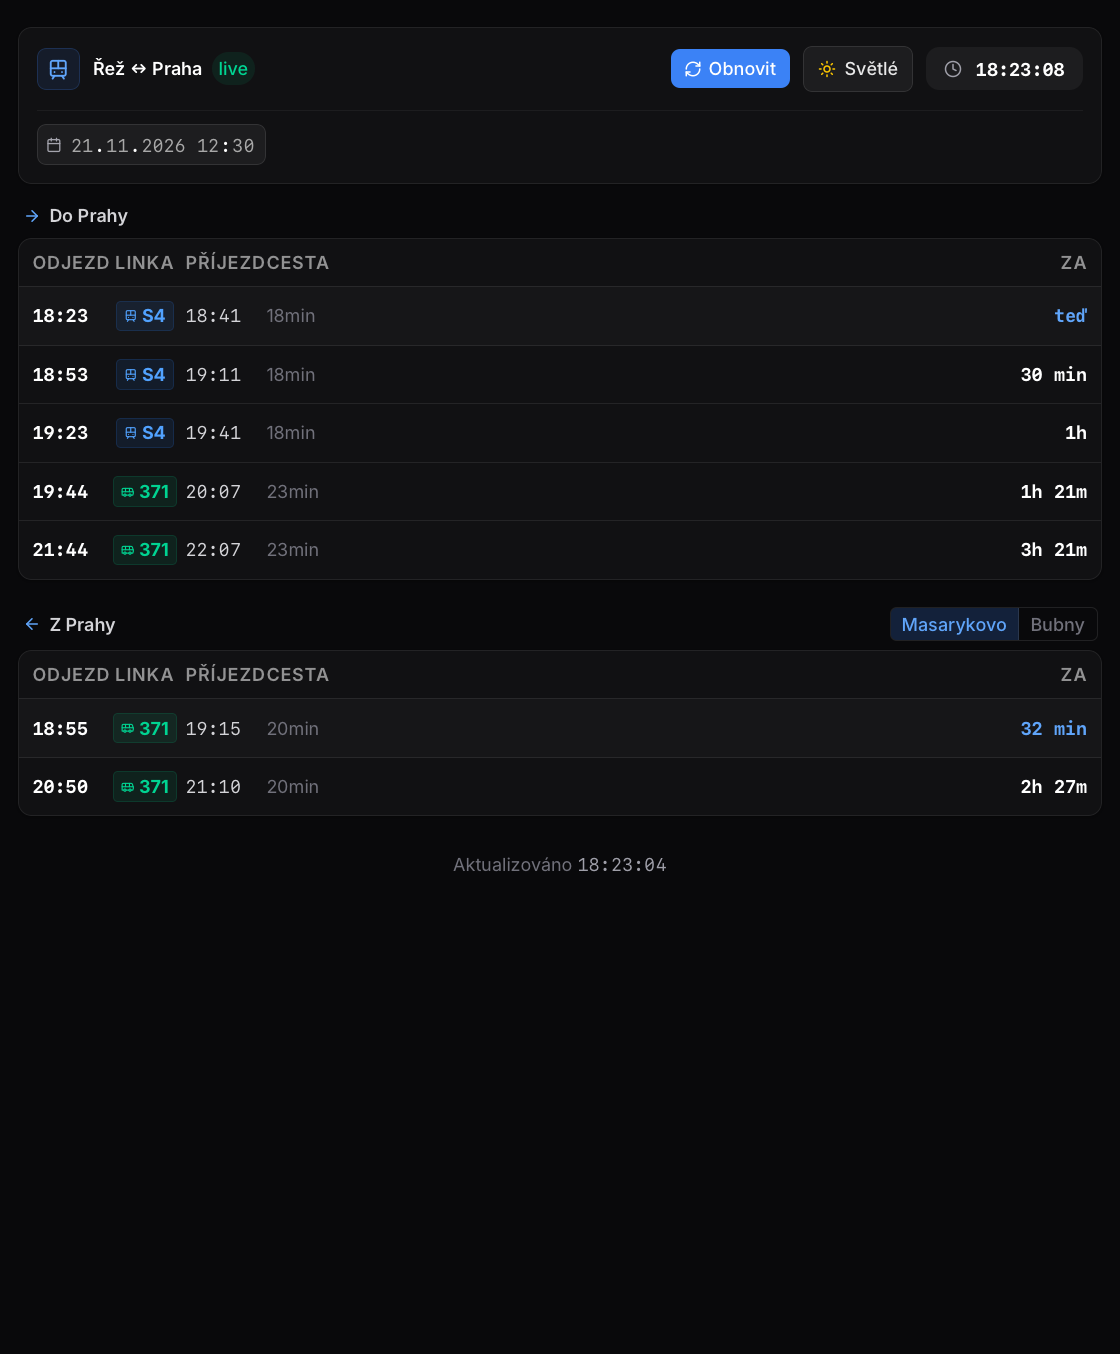 Řež ↔ Praha live Obnovit Světlé 18:23:08
21.11.2026 12:30
→ Do Prahy
ODJEZD LINKA PŘÍJEZD CESTA ZA
18:23 S4 18:41 18min teď
18:53 S4 19:11 18min 30 min
19:23 S4 19:41 18min 1h
19:44 371 20:07 23min 1h 21m
21:44 371 22:07 23min 3h 21m
← Z Prahy Masarykovo Bubny
ODJEZD LINKA PŘÍJEZD CESTA ZA
18:55 371 19:15 20min 32 min
20:50 371 21:10 20min 2h 27m
Aktualizováno 18:23:04